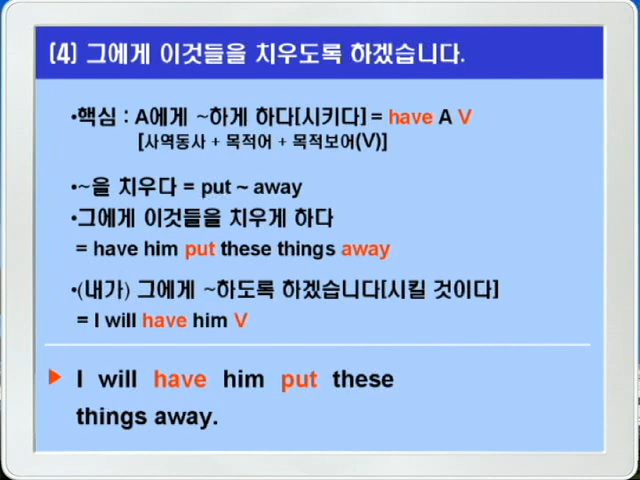 (4) 그에게 이것들을 치우도록 하겠습니다.
•핵심 : A에게 ~하게 하다[시키다] = have A V
[사역동사 + 목적어 + 목적보어(V)]
•~을 치우다 = put ~ away
•그에게 이것들을 치우게 하다
= have him put these things away
•(내가) 그에게 ~하도록 하겠습니다[시킬 것이다]
= I will have him V
I will have him put these
things away.